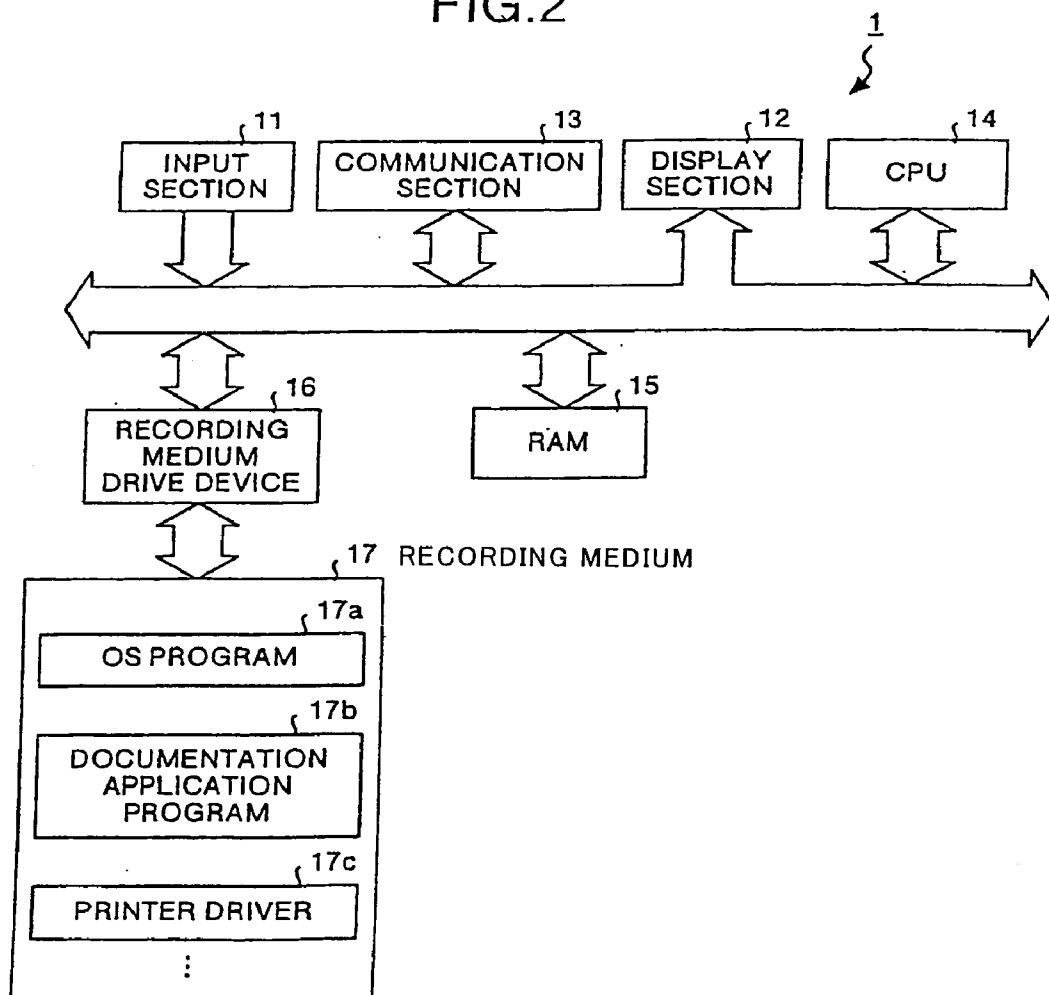 FIG.2
1
11
13
12
14
INPUT
SECTION
COMMUNICATION
SECTION
DISPLAY
SECTION
CPU
16
15
RECORDING
MEDIUM
DRIVE DEVICE
RAM
17 RECORDING MEDIUM
17a
OS PROGRAM
17b
DOCUMENTATION
APPLICATION
PROGRAM
17c
PRINTER DRIVER
⋮